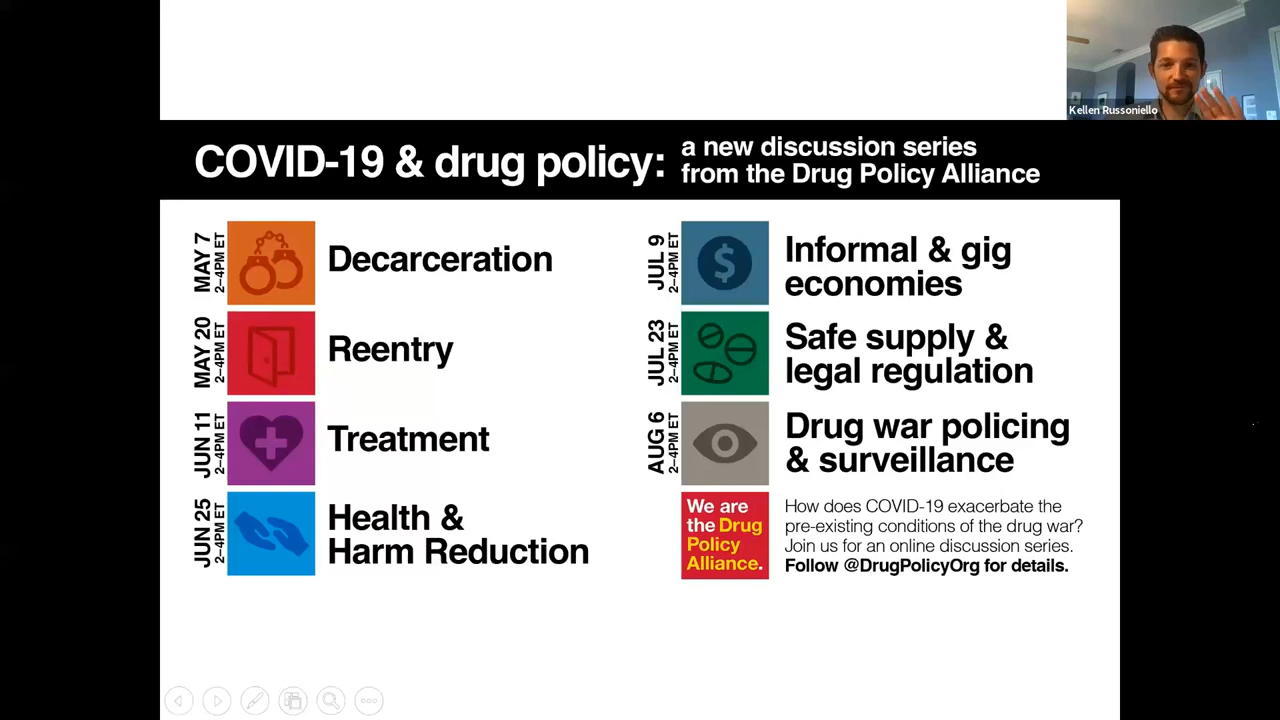 Kellen Russoniello
COVID-19 & drug policy:
a new discussion series
from the Drug Policy Alliance
MAY 7
2–4PM ET
Decarceration
MAY 20
2–4PM ET
Reentry
JUN 11
2–4PM ET
Treatment
JUN 25
2–4PM ET
Health &
Harm Reduction
JUL 9
2–4PM ET
Informal & gig
economies
JUL 23
2–4PM ET
Safe supply &
legal regulation
AUG 6
2–4PM ET
Drug war policing
& surveillance
We are
the Drug
Policy
Alliance.
How does COVID-19 exacerbate the
pre-existing conditions of the drug war?
Join us for an online discussion series.
Follow @DrugPolicyOrg for details.